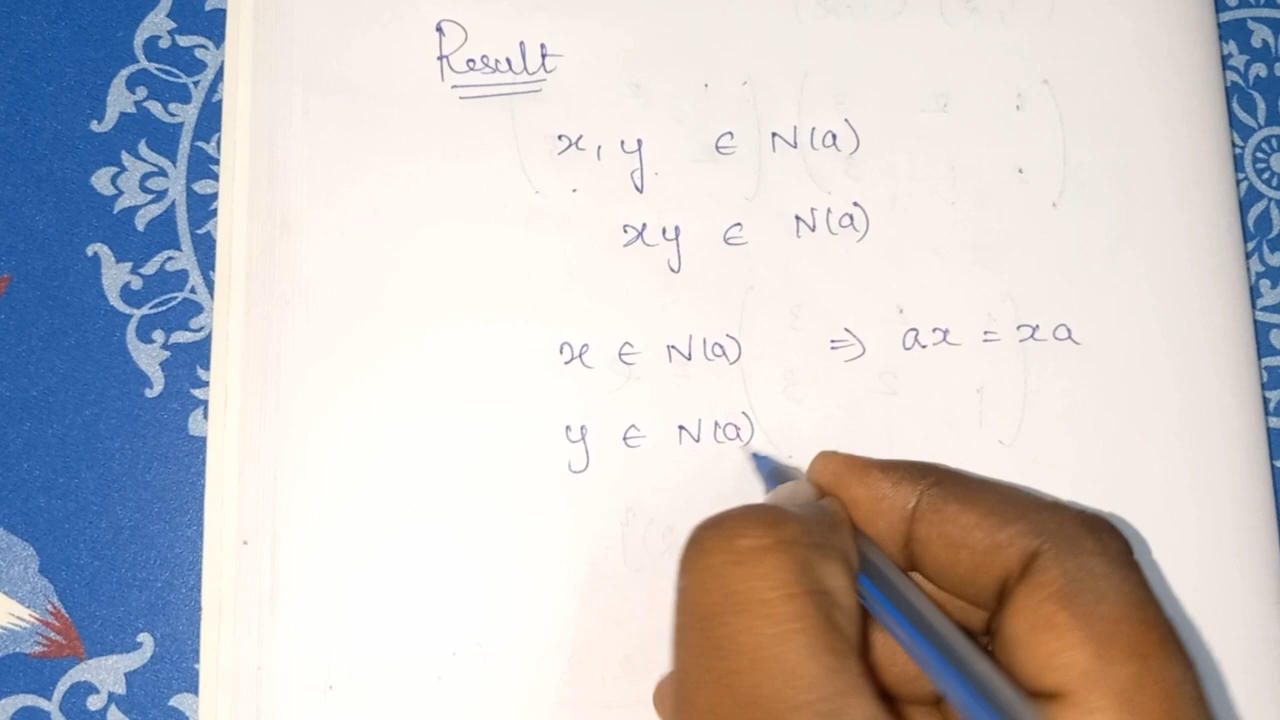 Result
x, y ∈ N(a)
xy ∈ N(a)
x ∈ N(a) ⇒ ax = xa
y ∈ N(a)